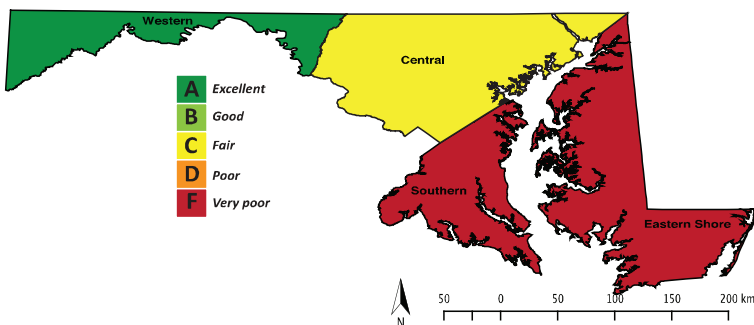 Western
Central
A Excellent
B Good
C Fair
D Poor
F Very poor
Southern
Eastern Shore
N
50 0 50 100 150 200 km